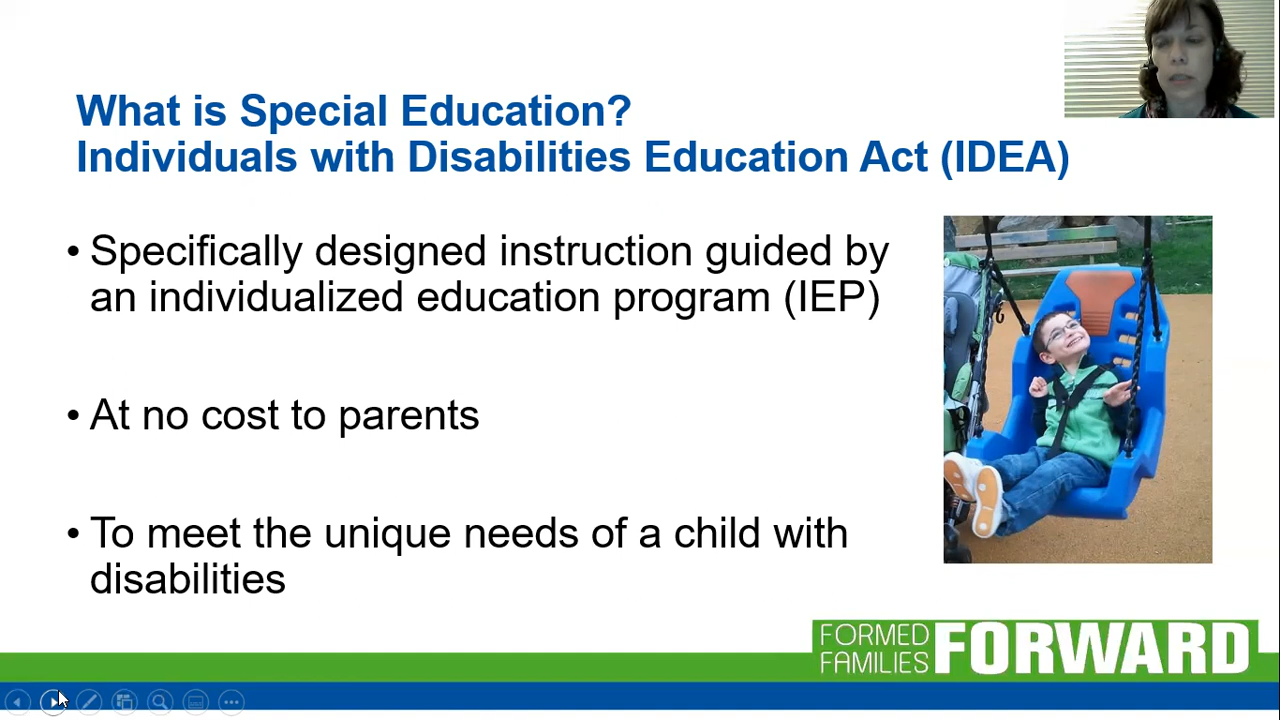 What is Special Education?
Individuals with Disabilities Education Act (IDEA)
• Specifically designed instruction guided by
an individualized education program (IEP)
• At no cost to parents
• To meet the unique needs of a child with
disabilities
FORMED
FAMILIES
FORWARD